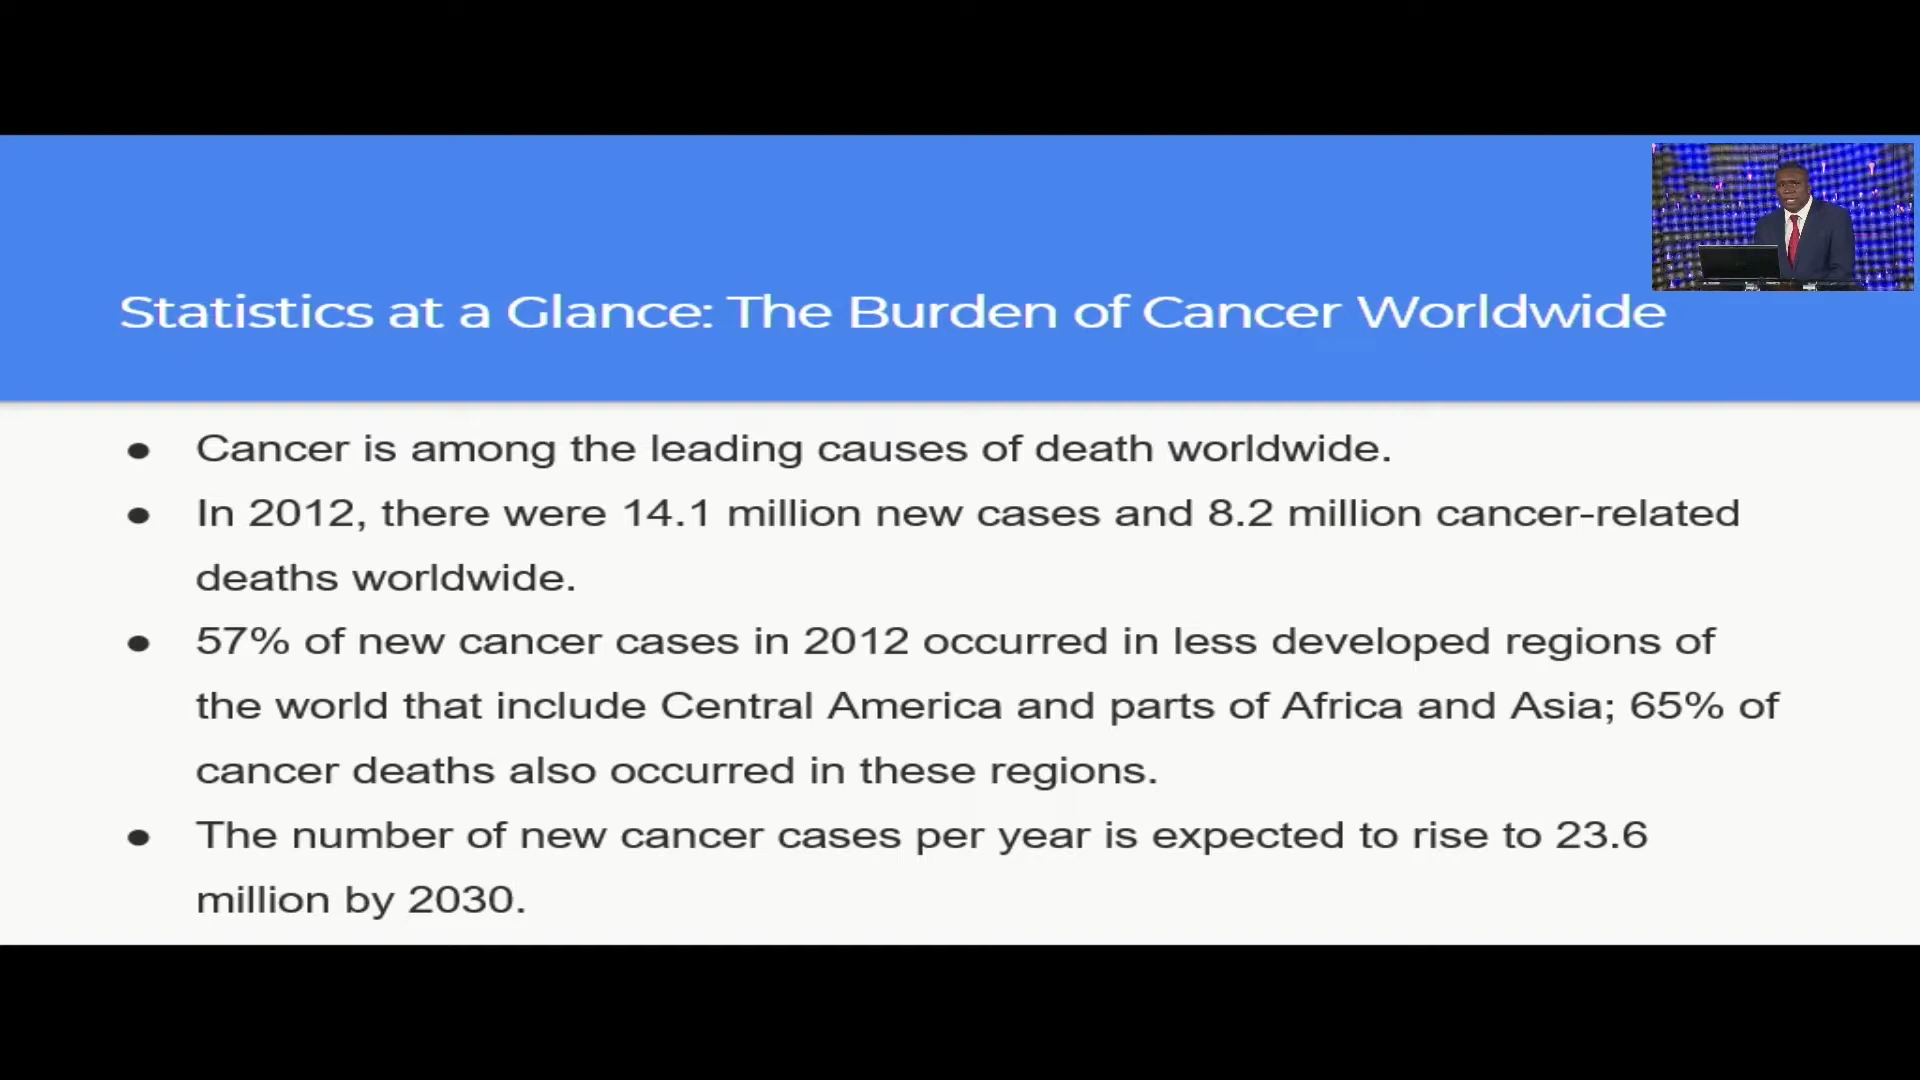 Statistics at a Glance: The Burden of Cancer Worldwide
● Cancer is among the leading causes of death worldwide.
● In 2012, there were 14.1 million new cases and 8.2 million cancer-related
deaths worldwide.
● 57% of new cancer cases in 2012 occurred in less developed regions of
the world that include Central America and parts of Africa and Asia; 65% of
cancer deaths also occurred in these regions.
● The number of new cancer cases per year is expected to rise to 23.6
million by 2030.